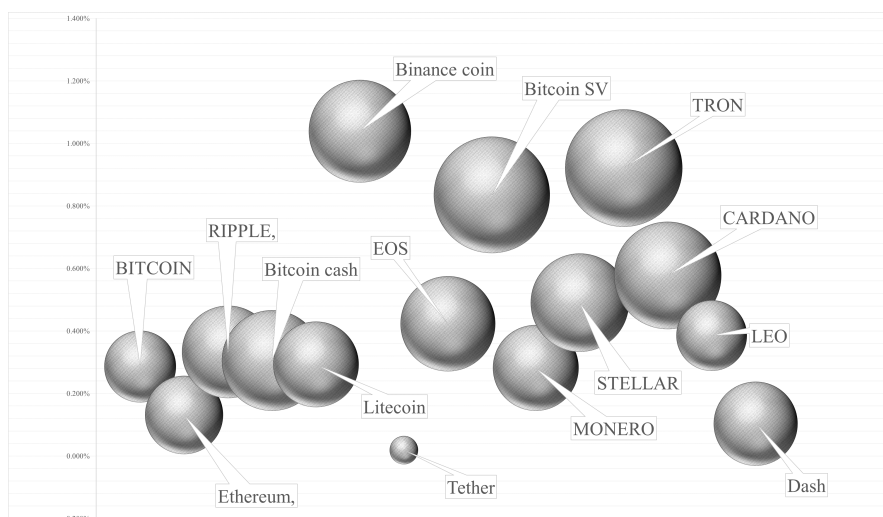 1.400%
1.200%
Binance coin
Bitcoin SV
TRON
1.000%
0.800%
RIPPLE,
CARDANO
EOS
BITCOIN
Bitcoin cash
0.600%
0.400%
LEO
STELLAR
Litecoin
0.200%
MONERO
0.000%
Tether
Dash
Ethereum,